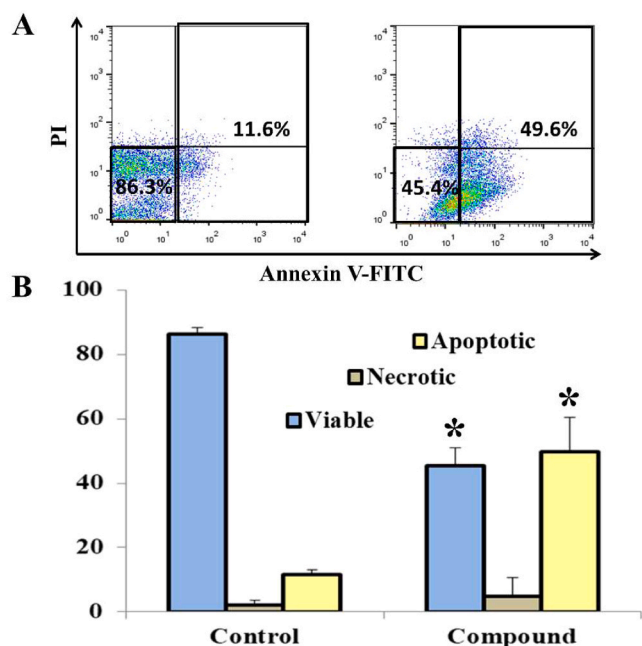 A
PI
10⁴
10³
10²
10¹
10⁰
11.6%
86.3%
10⁰ 10¹ 10² 10³ 10⁴
10⁴
10³
10²
10¹
10⁰
49.6%
45.4%
10⁰ 10¹ 10² 10³ 10⁴
Annexin V-FITC
B
100
80
60
40
20
0
Apoptotic
Necrotic
Viable
*
*
Control
Compound